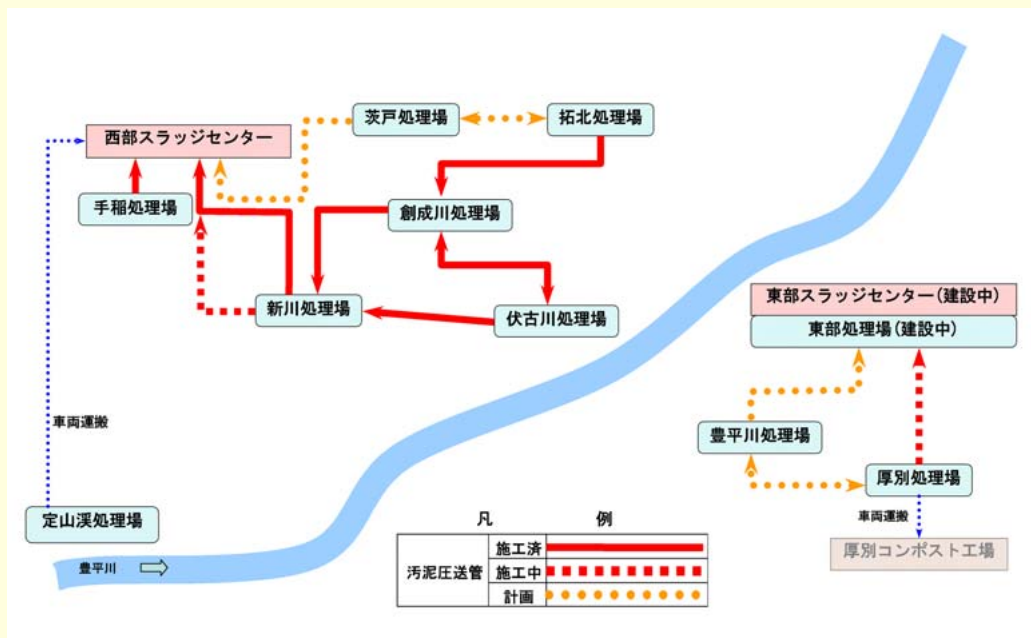 茨戸処理場
拓北処理場
西部スラッジセンター
手稲処理場
創成川処理場
新川処理場
伏古川処理場
東部スラッジセンター(建設中)
東部処理場(建設中)
車両運搬
豊平川処理場
厚別処理場
定山渓処理場
車両運搬
厚別コンポスト工場
豊平川
凡 例
汚泥圧送管
施工済
施工中
計画